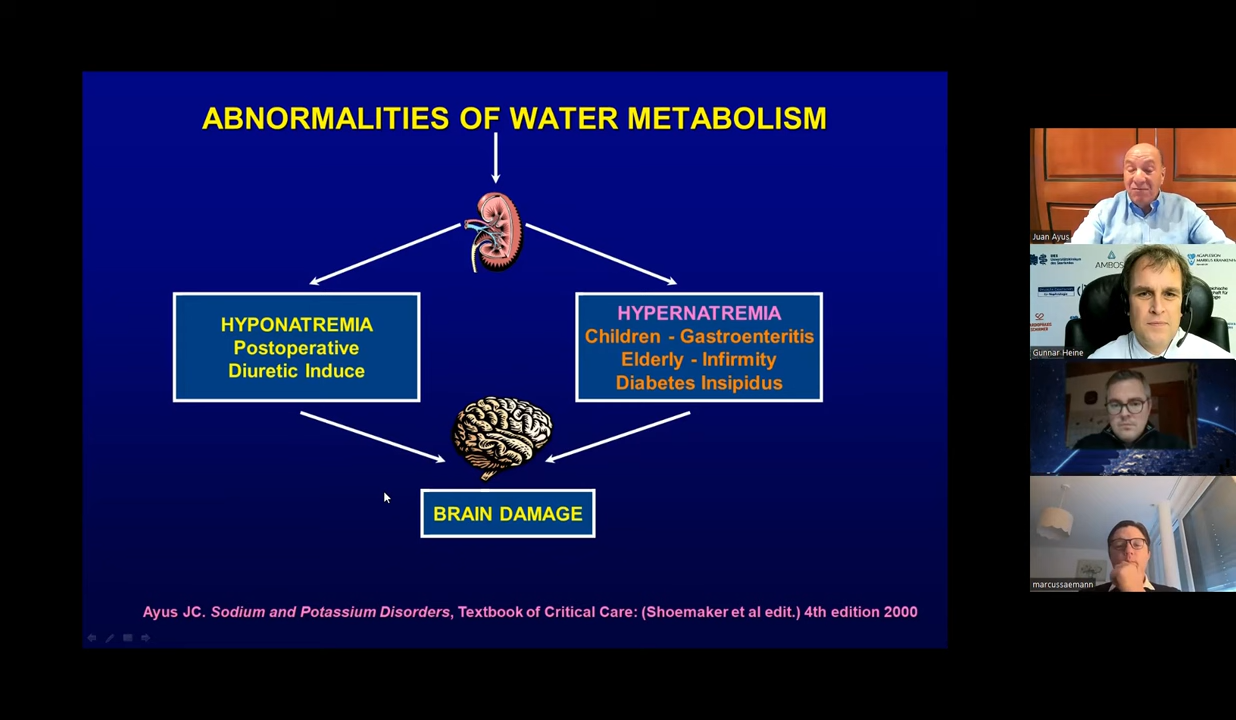 ABNORMALITIES OF WATER METABOLISM
HYPONATREMIA
Postoperative
Diuretic Induce
HYPERNATREMIA
Children - Gastroenteritis
Elderly - Infirmity
Diabetes Insipidus
BRAIN DAMAGE
Ayus JC. Sodium and Potassium Disorders, Textbook of Critical Care: (Shoemaker et al edit.) 4th edition 2000
Juan Ayus
AMBOS
Gunnar Heine
marcussaemann